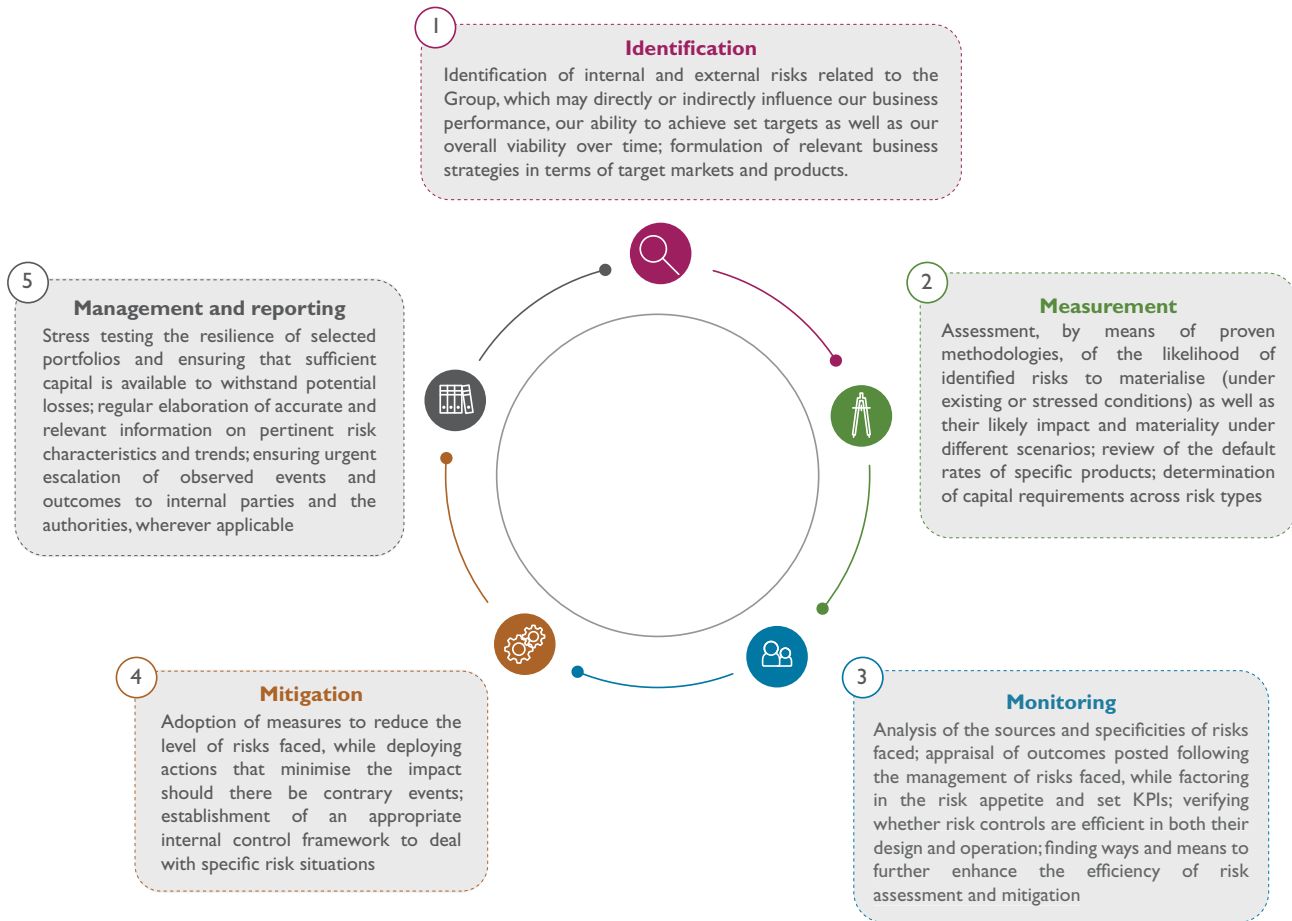 1
Identification
Identification of internal and external risks related to the
Group, which may directly or indirectly influence our business
performance, our ability to achieve set targets as well as our
overall viability over time; formulation of relevant business
strategies in terms of target markets and products.
2
Measurement
Assessment, by means of proven
methodologies, of the likelihood of
identified risks to materialise (under
existing or stressed conditions) as well as
their likely impact and materiality under
different scenarios; review of the default
rates of specific products; determination
of capital requirements across risk types
3
Monitoring
Analysis of the sources and specificities of risks
faced; appraisal of outcomes posted following
the management of risks faced, while factoring
in the risk appetite and set KPIs; verifying
whether risk controls are efficient in both their
design and operation; finding ways and means to
further enhance the efficiency of risk
assessment and mitigation
4
Mitigation
Adoption of measures to reduce the
level of risks faced, while deploying
actions that minimise the impact
should there be contrary events;
establishment of an appropriate
internal control framework to deal
with specific risk situations
5
Management and reporting
Stress testing the resilience of selected
portfolios and ensuring that sufficient
capital is available to withstand potential
losses; regular elaboration of accurate and
relevant information on pertinent risk
characteristics and trends; ensuring urgent
escalation of observed events and
outcomes to internal parties and the
authorities, wherever applicable